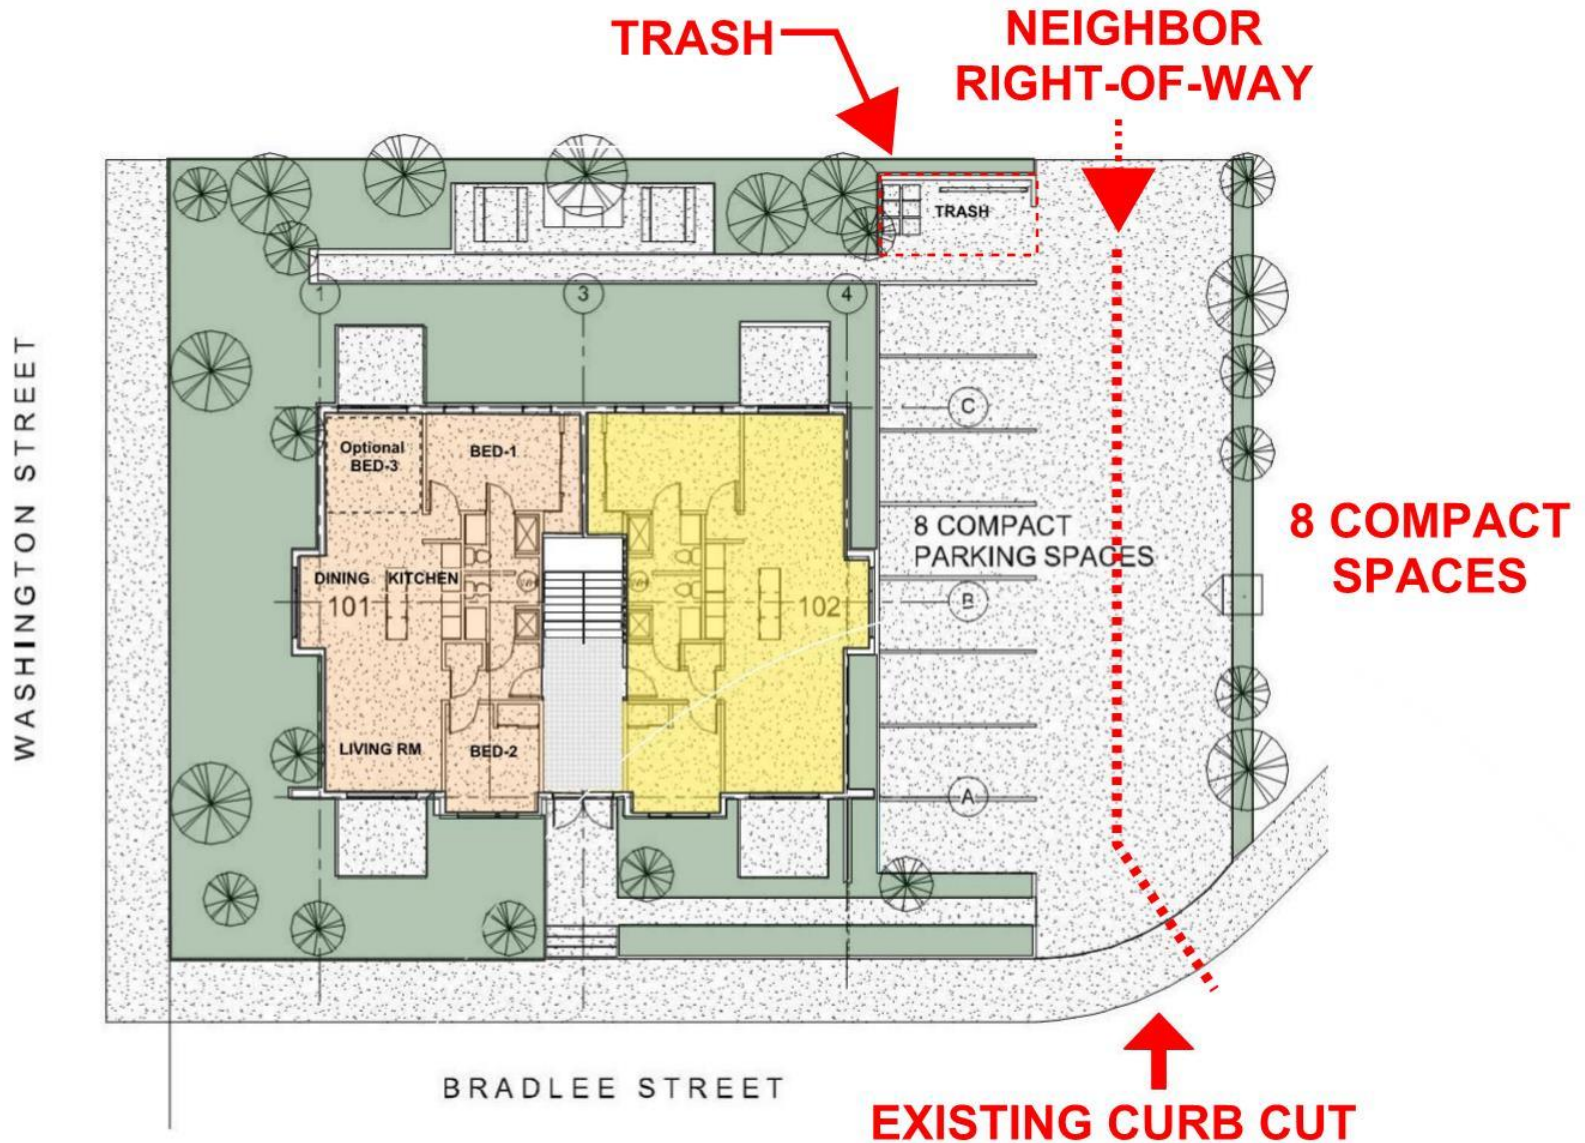 TRASH
NEIGHBOR
RIGHT-OF-WAY
TRASH
1
3
4
C
Optional
BED-3
BED-1
WASHINGTON STREET
8 COMPACT
PARKING SPACES
8 COMPACT
SPACES
DINING
KITCHEN
101
102
B
LIVING RM
BED-2
A
BRADLEE STREET
EXISTING CURB CUT